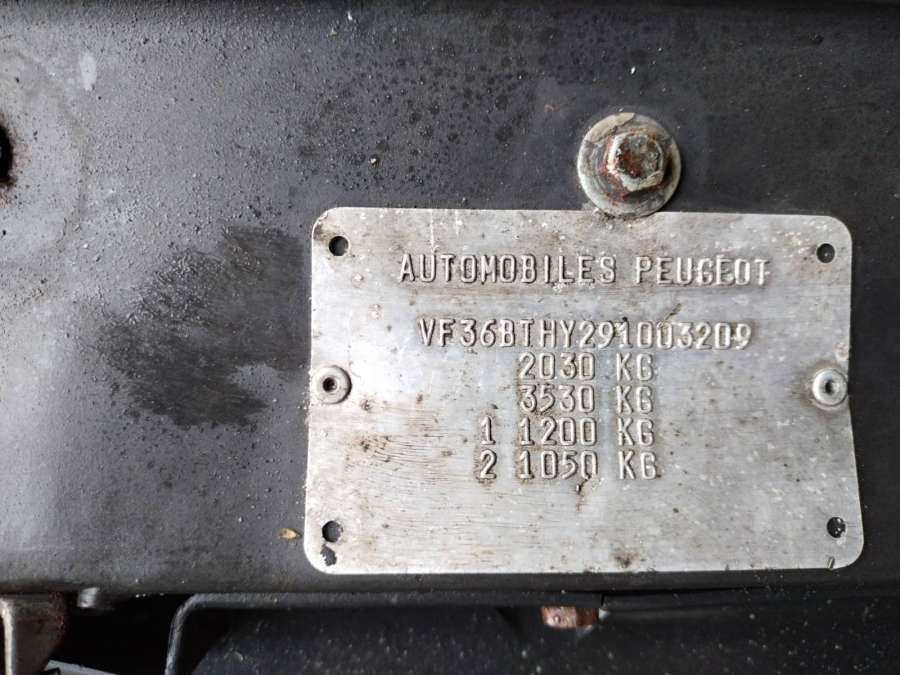 AUTOMOBILES PEUGEOT
VF36BTHY291003209
2030 KG
3530 KG
1 1200 KG
2 1050 KG